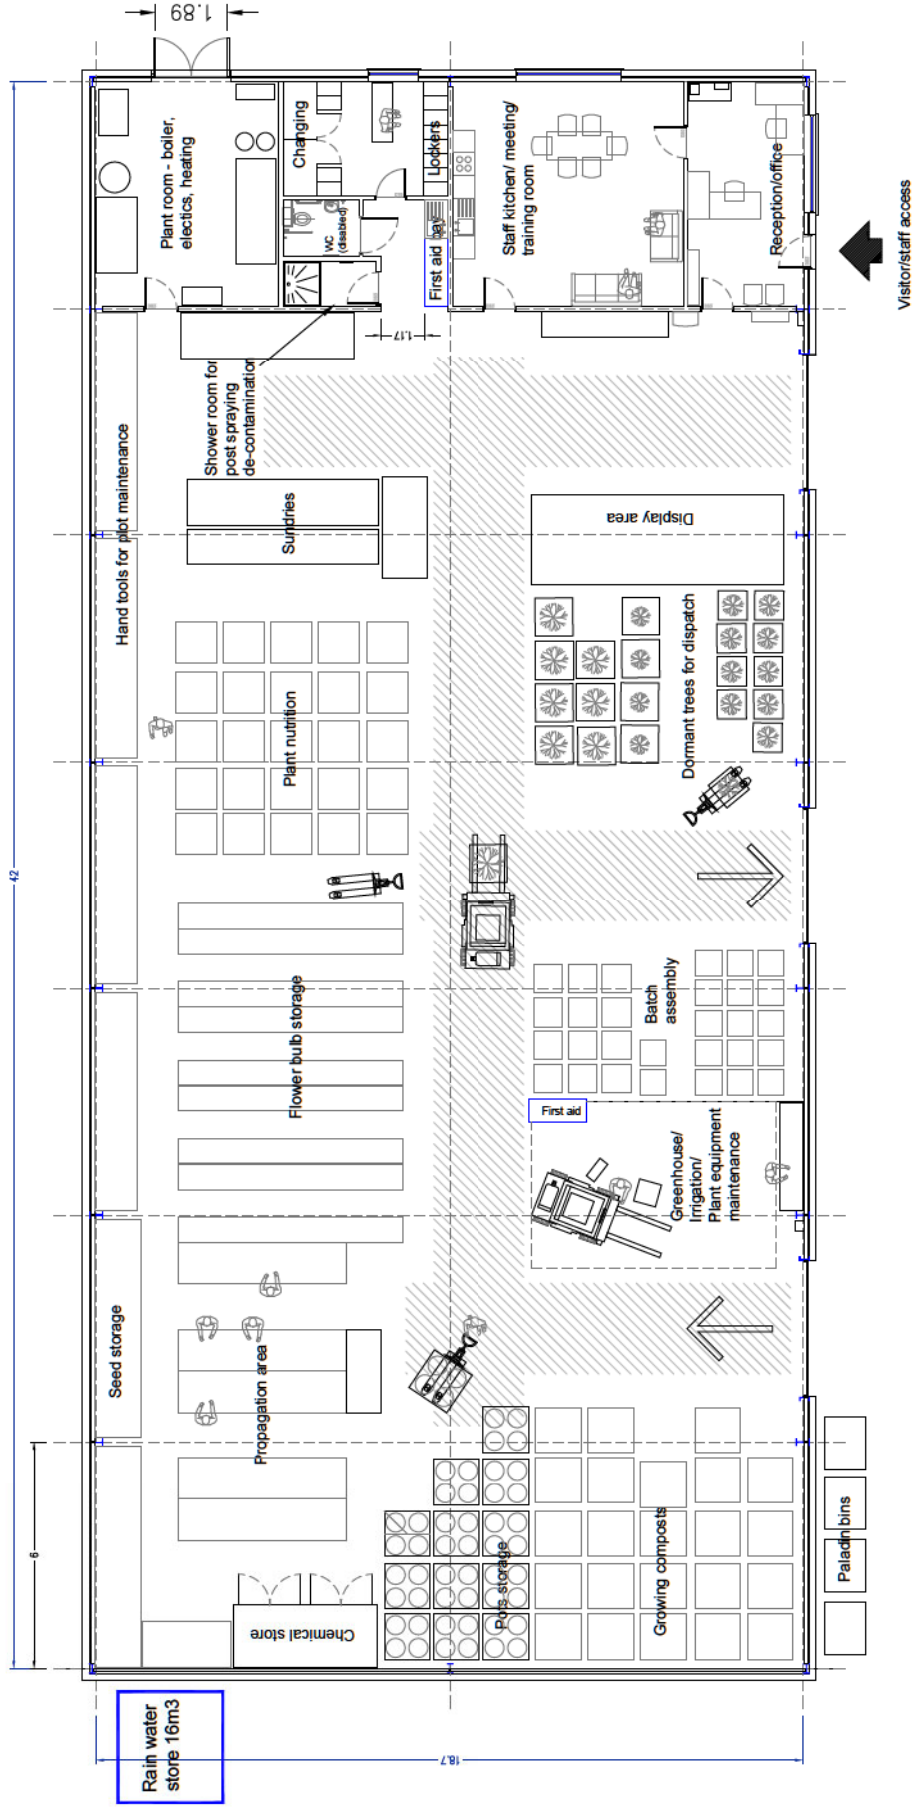 1.89
Plant room - boiler,
electics, heating
Changing
Lockers
WC
(disabled)
First aid bay
Staff kitchen/ meeting/
training room
Reception/office
Visitor/staff access
1.17
Shower room for
post spraying
de-contamination
Hand tools for plot maintenance
Sundries
Display area
Plant nutrition
Dormant trees for dispatch
42
Flower bulb storage
Batch
assembly
First aid
Greenhouse/
Irrigation/
Plant equipment
maintenance
Seed storage
Propagation area
6
Chemical store
Pots storage
Growing composts
Paladin bins
Rain water
store 16m3
18.7